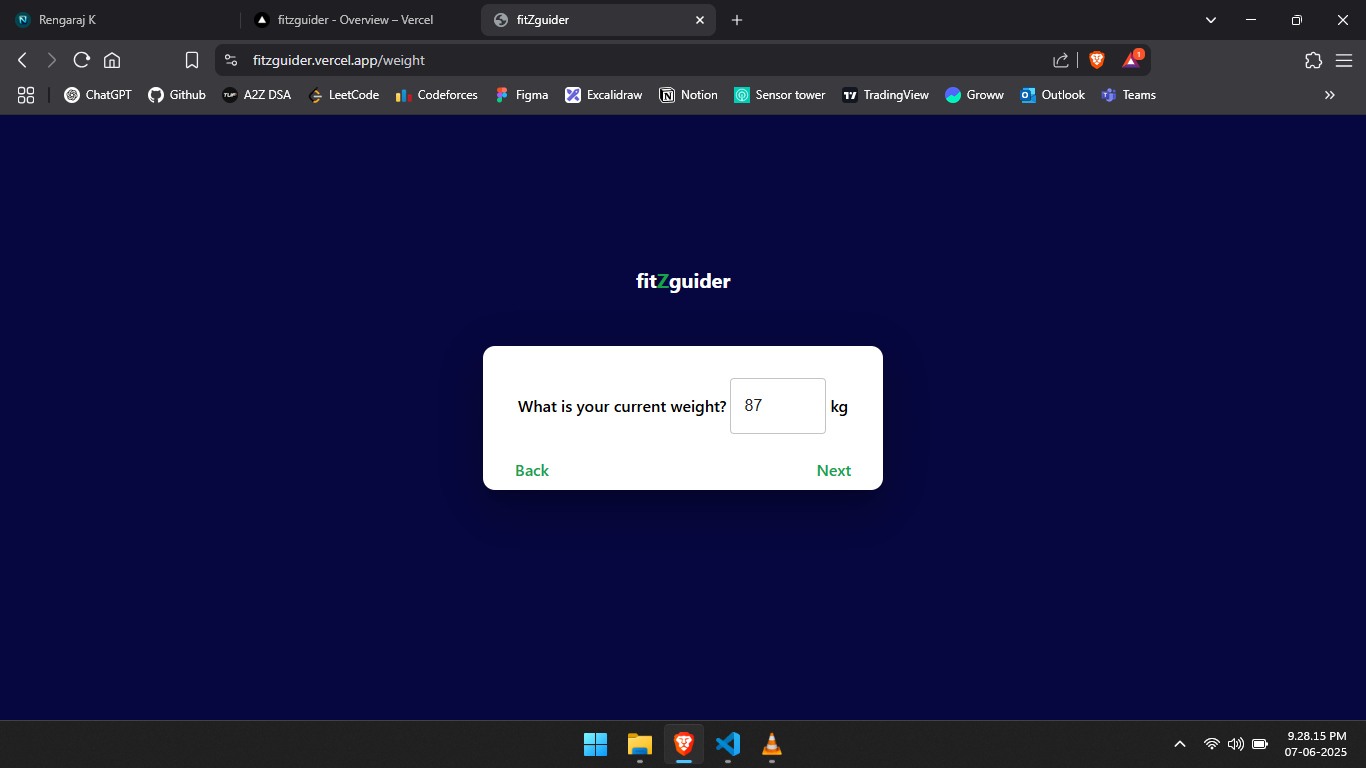 Rengaraj K
fitzguider - Overview – Vercel
fitZguider
fitzguider.vercel.app/weight
1
ChatGPT
Github
TUF A2Z DSA
LeetCode
Codeforces
Figma
Excalidraw
Notion
Sensor tower
TradingView
Groww
Outlook
Teams
fitZguider
What is your current weight? 87 kg
Back Next
9.28.15 PM
07-06-2025